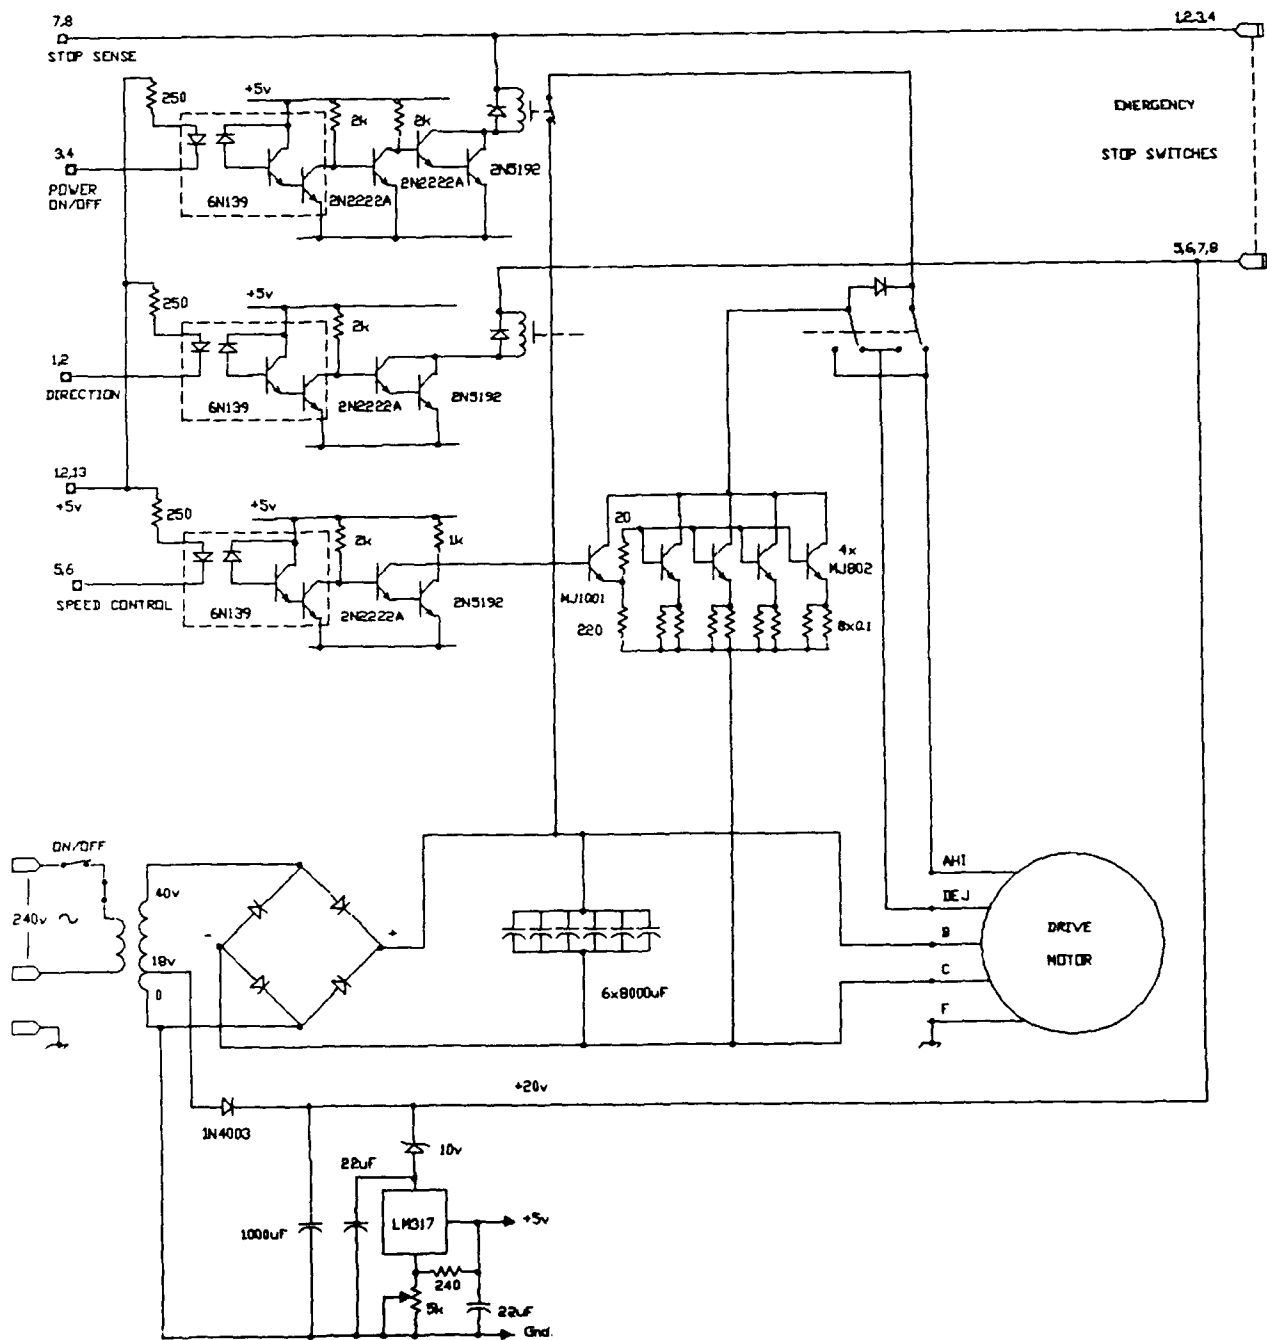 7,8
1,2,3,4
STOP SENSE
250
+5v
2k
2k
EMERGENCY
3,4
2N5192
STOP SWITCHES
POWER
ON/OFF
6N139
2N2222A
2N2222A
5,6,7,8
250
+5v
2k
1,2
DIRECTION
6N139
2N2222A
2N5192
12,13
+5v
250
+5v
2k
1k
20
4x
MJ802
5,6
SPEED CONTROL
6N139
2N2222A
2N5192
MJ1001
220
8x0.1
ON/OFF
AHI
40v
DEJ
240v
-
+
B
DRIVE
MOTOR
18v
C
0
6x8000uF
F
+20v
1N4003
10v
22uF
1000uF
LM317
+5v
240
5k
22uF
Gnd.